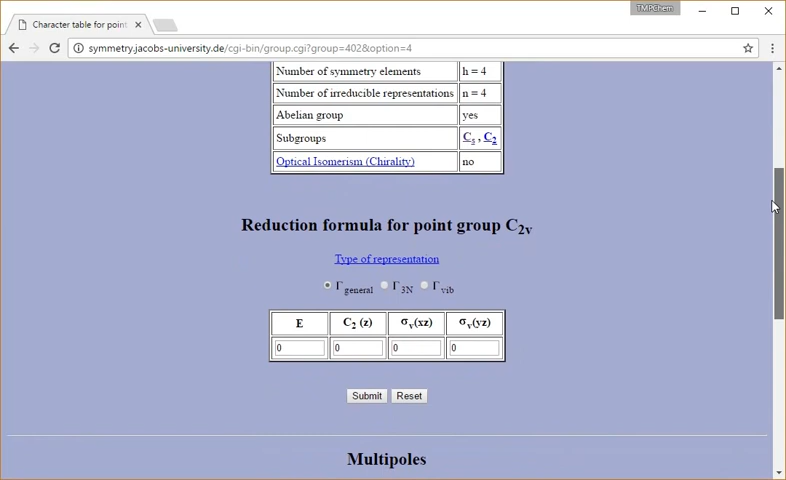 TMPChem
Character table for point
symmetry.jacobs-university.de/cgi-bin/group.cgi?group=402&option=4
Number of symmetry elements h = 4
Number of irreducible representations n = 4
Abelian group yes
Subgroups Cs , C2
Optical Isomerism (Chirality) no
Reduction formula for point group C2v
Type of representation
Γgeneral Γ3N Γvib
E C2 (z) σv(xz) σv(yz)
0 0 0 0
Submit Reset
Multipoles